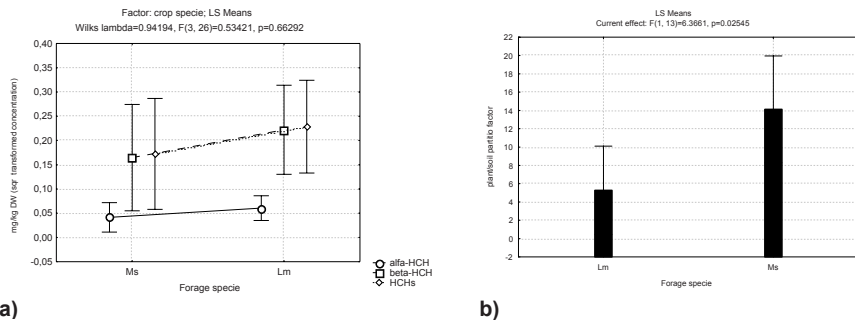 Factor: crop specie; LS Means
Wilks lambda=0.94194, F(3, 26)=0.53421, p=0.66292
0,40
0,35
0,30
0,25
0,20
0,15
0,10
0,05
0,00
-0,05
mg/kg DW (sqr transformed concentration)
Ms
Lm
Forage specie
alfa-HCH
beta-HCH
HCHs
a)
LS Means
Current effect: F(1, 13)=6.3661, p=0.02545
22
20
18
16
14
12
10
8
6
4
2
0
-2
plant/soil partitio factor
Lm
Ms
Forage specie
b)